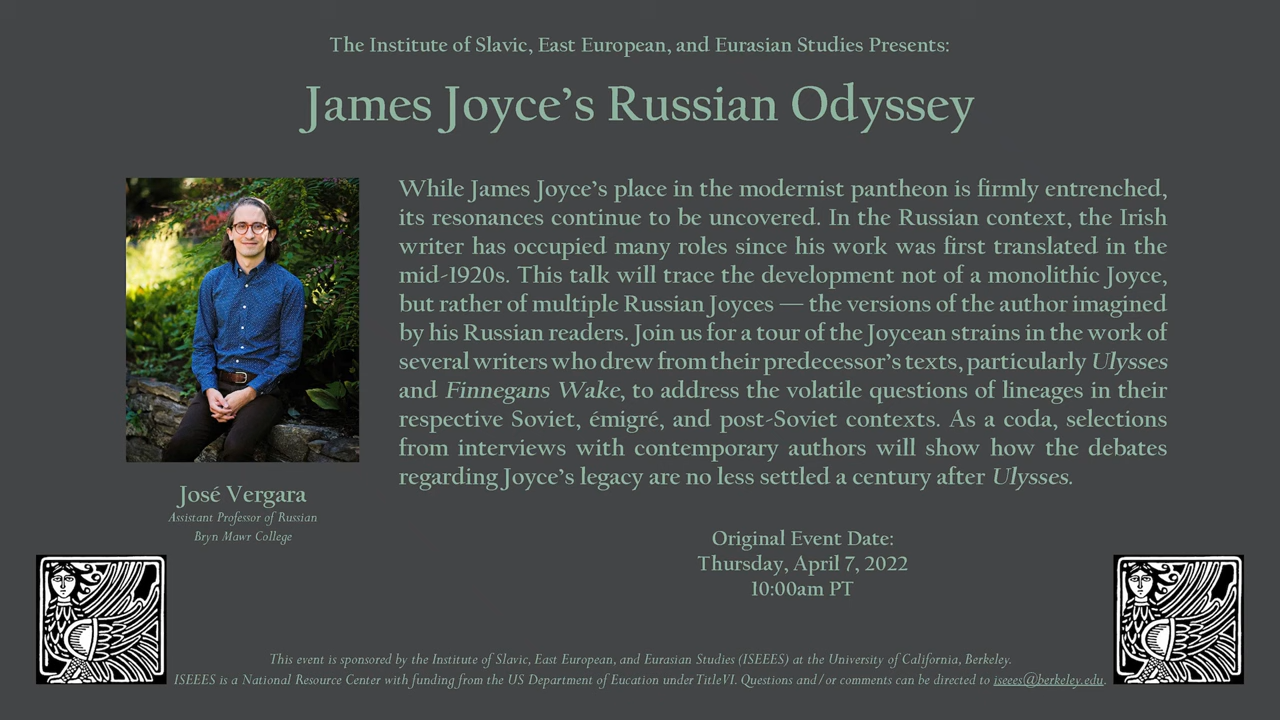 The Institute of Slavic, East European, and Eurasian Studies Presents:
James Joyce's Russian Odyssey
While James Joyce's place in the modernist pantheon is firmly entrenched,
its resonances continue to be uncovered. In the Russian context, the Irish
writer has occupied many roles since his work was first translated in the
mid-1920s. This talk will trace the development not of a monolithic Joyce,
but rather of multiple Russian Joyces — the versions of the author imagined
by his Russian readers. Join us for a tour of the Joycean strains in the work of
several writers who drew from their predecessor's texts, particularly Ulysses
and Finnegans Wake, to address the volatile questions of lineages in their
respective Soviet, émigré, and post-Soviet contexts. As a coda, selections
from interviews with contemporary authors will show how the debates
regarding Joyce's legacy are no less settled a century after Ulysses.
José Vergara
Assistant Professor of Russian
Bryn Mawr College
Original Event Date:
Thursday, April 7, 2022
10:00am PT
This event is sponsored by the Institute of Slavic, East European, and Eurasian Studies (ISEEES) at the University of California, Berkeley.
ISEEES is a National Resource Center with funding from the US Department of Eucation under Title VI. Questions and/or comments can be directed to iseees@berkeley.edu.